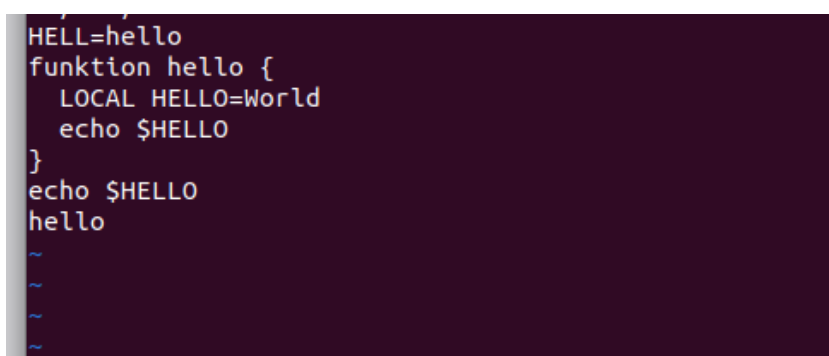 HELL=hello
funktion hello {
  LOCAL HELLO=World
  echo $HELLO
}
echo $HELLO
hello
~
~
~
~